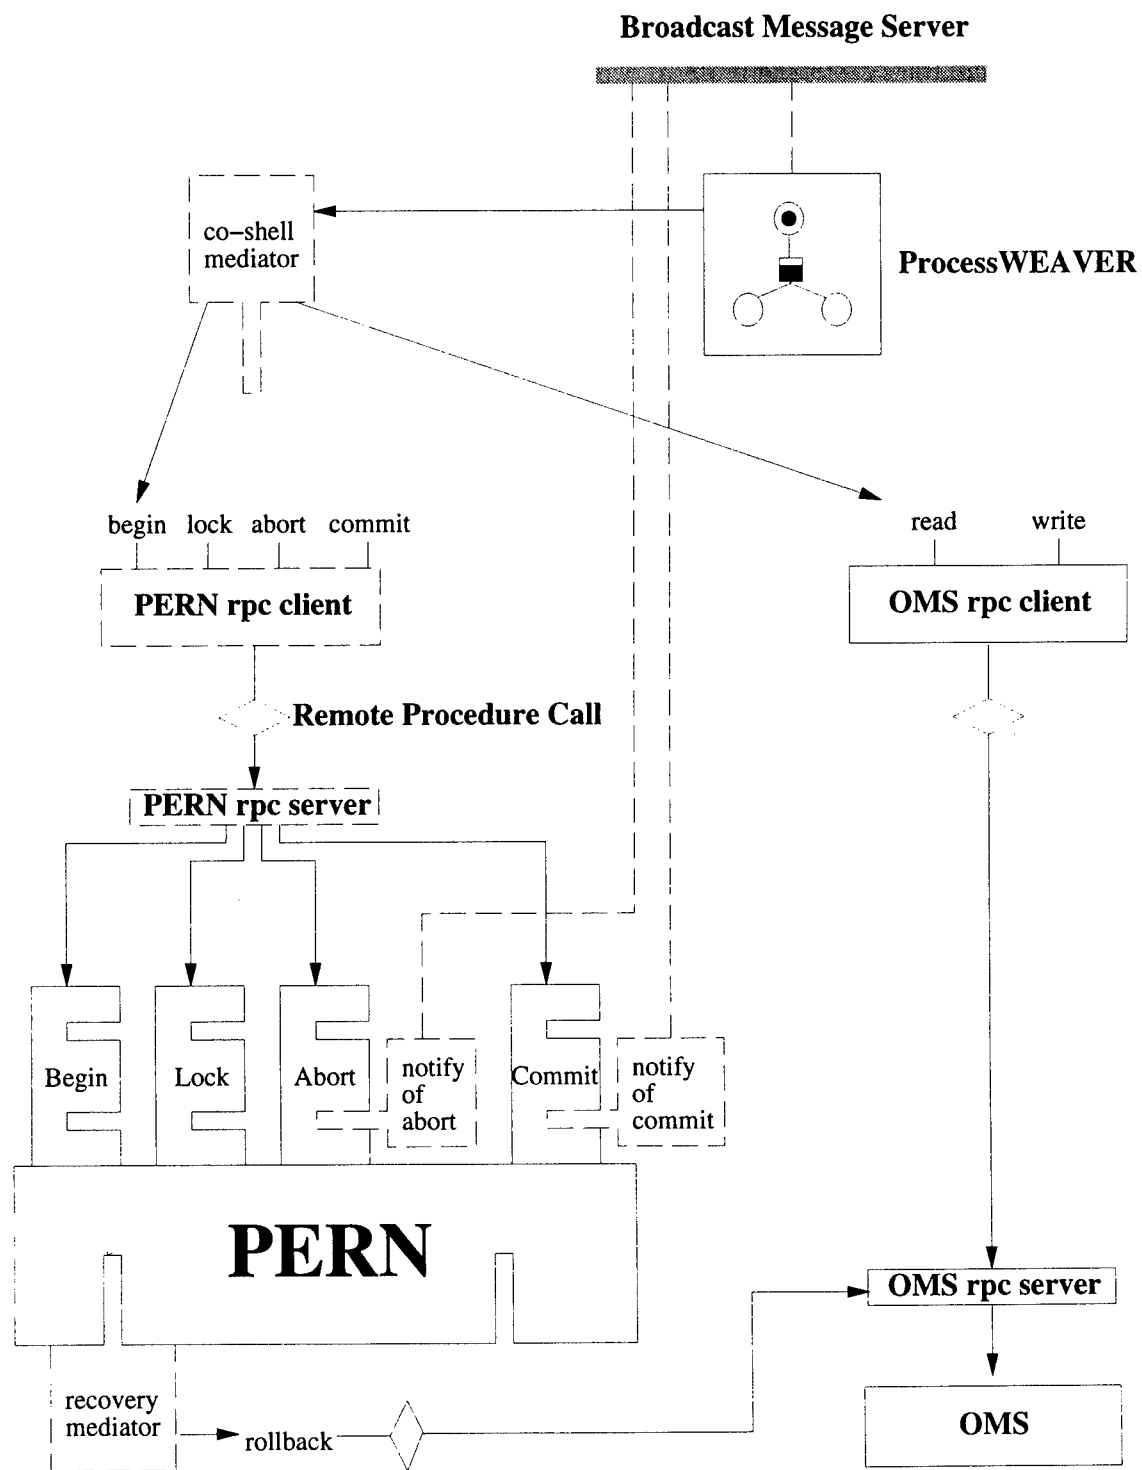 Broadcast Message Server
co-shell
mediator
ProcessWEAVER
begin lock abort commit
read write
PERN rpc client
OMS rpc client
Remote Procedure Call
PERN rpc server
Begin
Lock
Abort
notify
of
abort
Commit
notify
of
commit
PERN
OMS rpc server
recovery
mediator
rollback
OMS